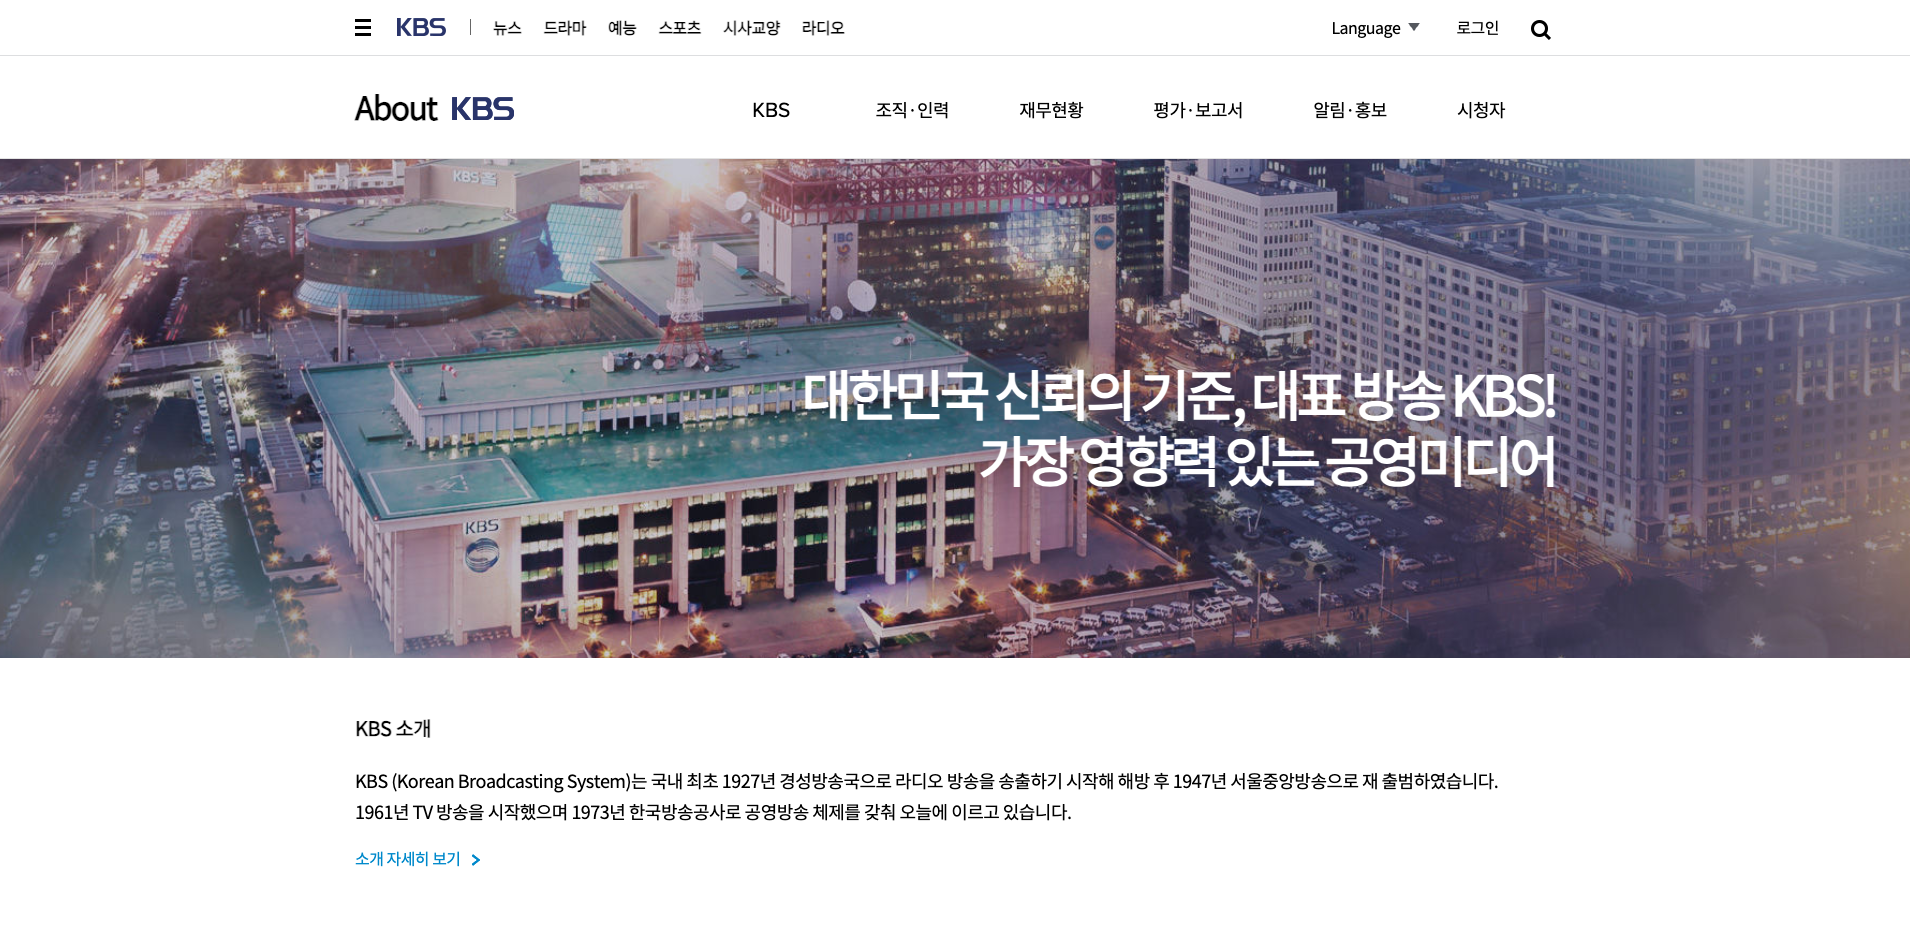 KBS 뉴스 드라마 예능 스포츠 시사교양 라디오 Language 로그인
About KBS KBS 조직·인력 재무현황 평가·보고서 알림·홍보 시청자
KBS홀
KBS
IBC
대한민국 신뢰의 기준, 대표 방송 KBS!
가장 영향력 있는 공영미디어
KBS
KBS 소개
KBS (Korean Broadcasting System)는 국내 최초 1927년 경성방송국으로 라디오 방송을 송출하기 시작해 해방 후 1947년 서울중앙방송으로 재 출범하였습니다.
1961년 TV 방송을 시작했으며 1973년 한국방송공사로 공영방송 체제를 갖춰 오늘에 이르고 있습니다.
소개 자세히 보기